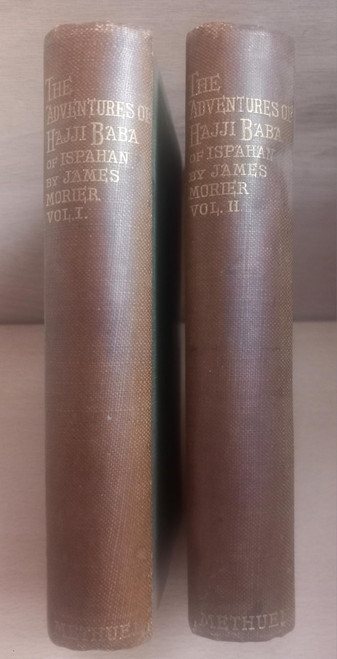 THE
ADVENTURES OF
HAJJI BABA
OF ISPAHAN
BY JAMES
MORIER
VOL. I.
METHUEN
THE
ADVENTURES OF
HAJJI BABA
OF ISPAHAN
BY JAMES
MORIER
VOL. II
METHUEN